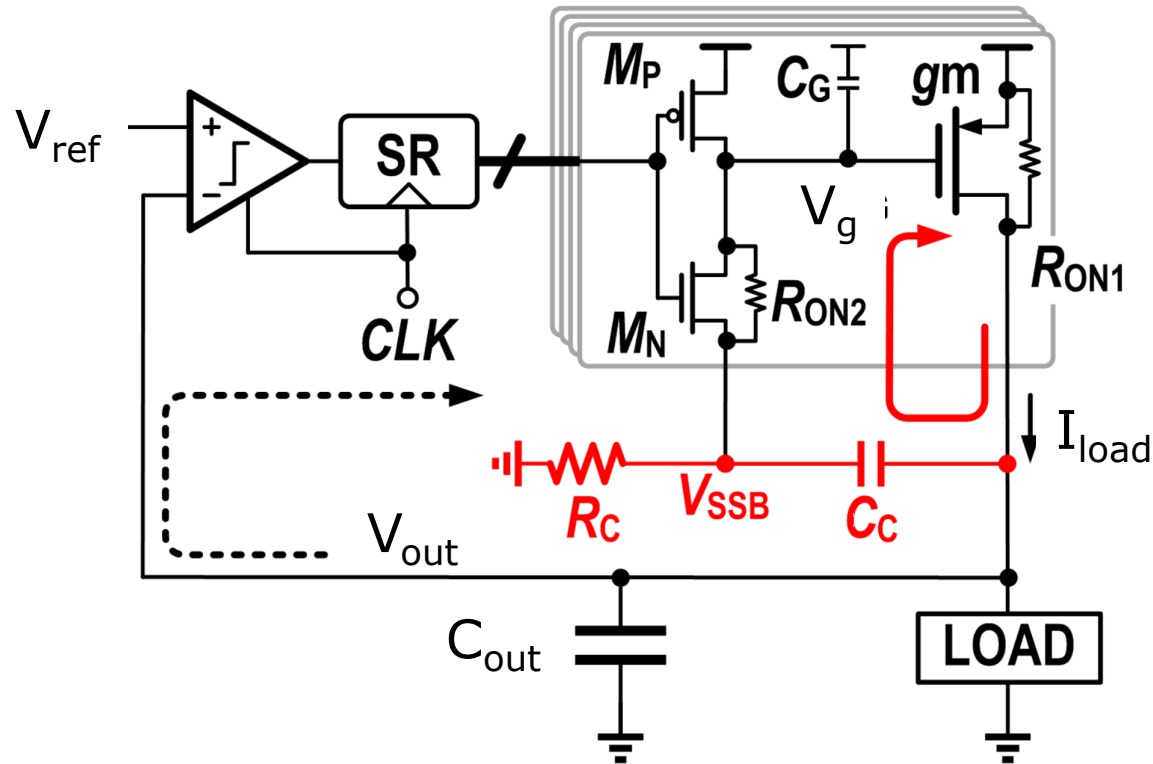 M_P
C_G
gm
V_ref
+
SR
−
V_g
R_ON1
R_ON2
M_N
CLK
I_load
V_SSB
R_C
C_C
V_out
C_out
LOAD